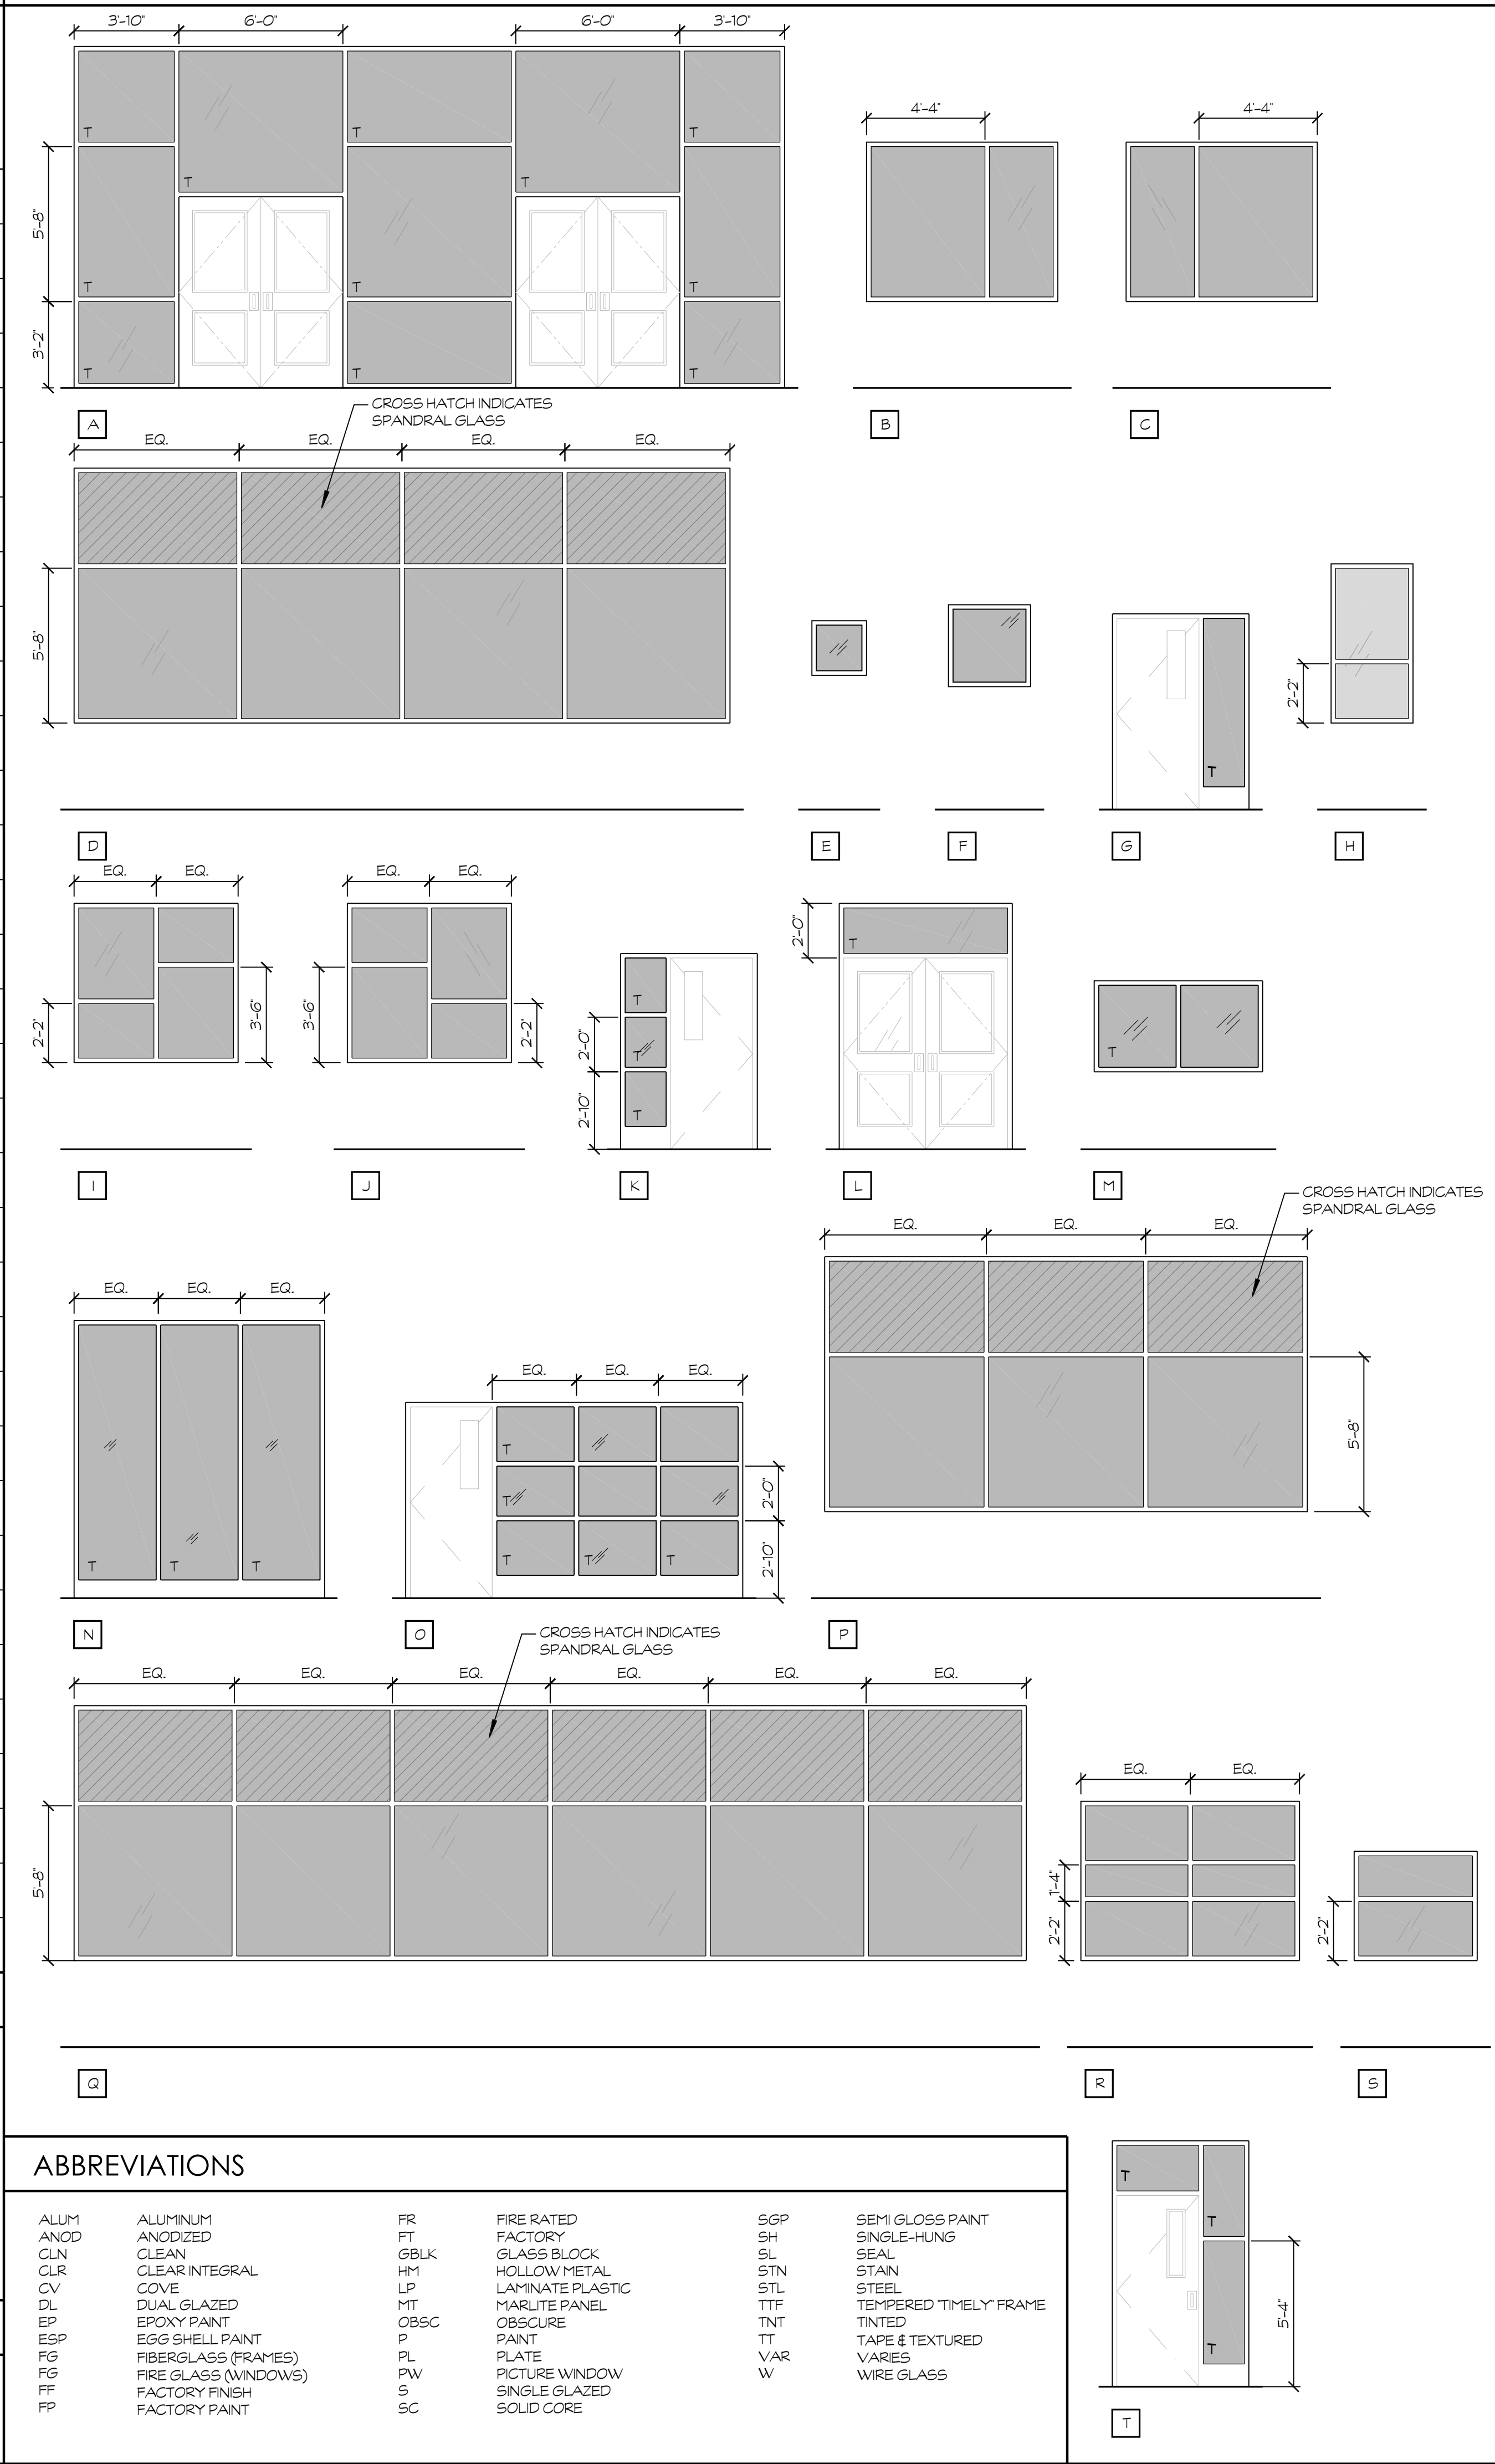 3'-10"
6'-0"
6'-0"
3'-10"
T
T
T
T
T
5'-8"
T
T
T
3'-2"
T
T
T
4'-4"
4'-4"
A
B
C
CROSS HATCH INDICATES
SPANDRAL GLASS
EQ.
EQ.
EQ.
EQ.
5'-8"
T
2'-2"
D
E
F
G
H
EQ.
EQ.
EQ.
EQ.
2'-2"
3'-6"
3'-6"
2'-2"
T
T
T
2'-0"
2'-10"
2'-0"
T
T
I
J
K
L
M
CROSS HATCH INDICATES
SPANDRAL GLASS
EQ.
EQ.
EQ.
EQ.
EQ.
EQ.
T
T
T
EQ.
EQ.
EQ.
T
T
T
T
T
2'-0"
2'-10"
5'-8"
N
O
P
CROSS HATCH INDICATES
SPANDRAL GLASS
EQ.
EQ.
EQ.
EQ.
EQ.
EQ.
5'-8"
EQ.
EQ.
1'-4"
2'-2"
2'-2"
Q
R
S
ABBREVIATIONS
ALUM ALUMINUM
ANOD ANODIZED
CLN CLEAN
CLR CLEAR INTEGRAL
CV COVE
DL DUAL GLAZED
EP EPOXY PAINT
ESP EGG SHELL PAINT
FG FIBERGLASS (FRAMES)
FG FIRE GLASS (WINDOWS)
FF FACTORY FINISH
FP FACTORY PAINT
FR FIRE RATED
FT FACTORY
GBLK GLASS BLOCK
HM HOLLOW METAL
LP LAMINATE PLASTIC
MT MARLITE PANEL
OBSC OBSCURE
P PAINT
PL PLATE
PW PICTURE WINDOW
S SINGLE GLAZED
SC SOLID CORE
SGP SEMI GLOSS PAINT
SH SINGLE-HUNG
SL SEAL
STN STAIN
STL STEEL
TTF TEMPERED "TIMELY" FRAME
TNT TINTED
TT TAPE & TEXTURED
VAR VARIES
W WIRE GLASS
T
T
T
5'-4"
T